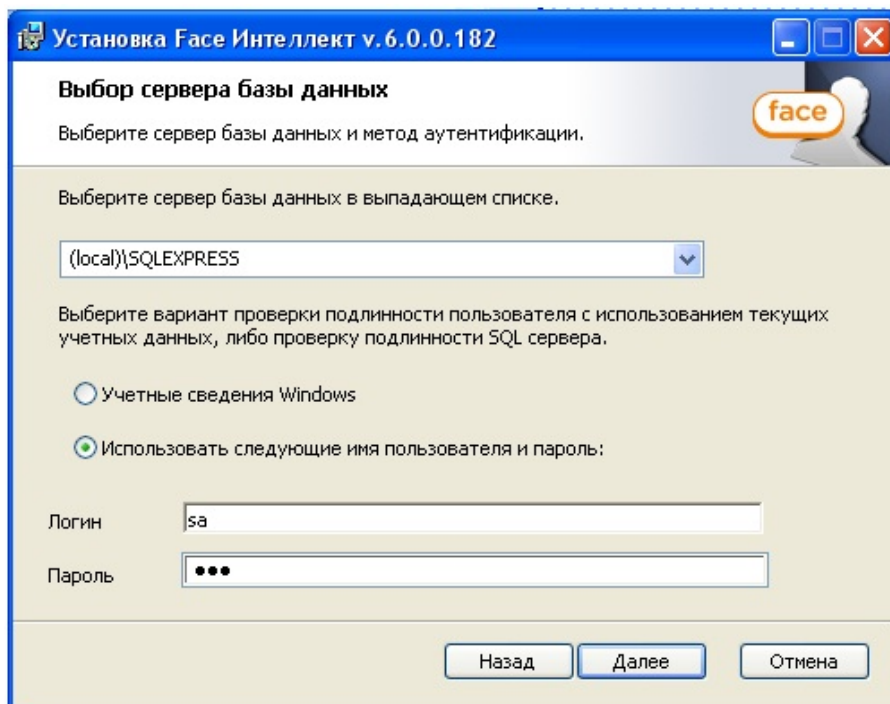 Установка Face Интеллект v.6.0.0.182
Выбор сервера базы данных
Выберите сервер базы данных и метод аутентификации.
face
Выберите сервер базы данных в выпадающем списке.
(local)\SQLEXPRESS
Выберите вариант проверки подлинности пользователя с использованием текущих
учетных данных, либо проверку подлинности SQL сервера.
Учетные сведения Windows
Использовать следующие имя пользователя и пароль:
Логин sa
Пароль •••
Назад Далее Отмена